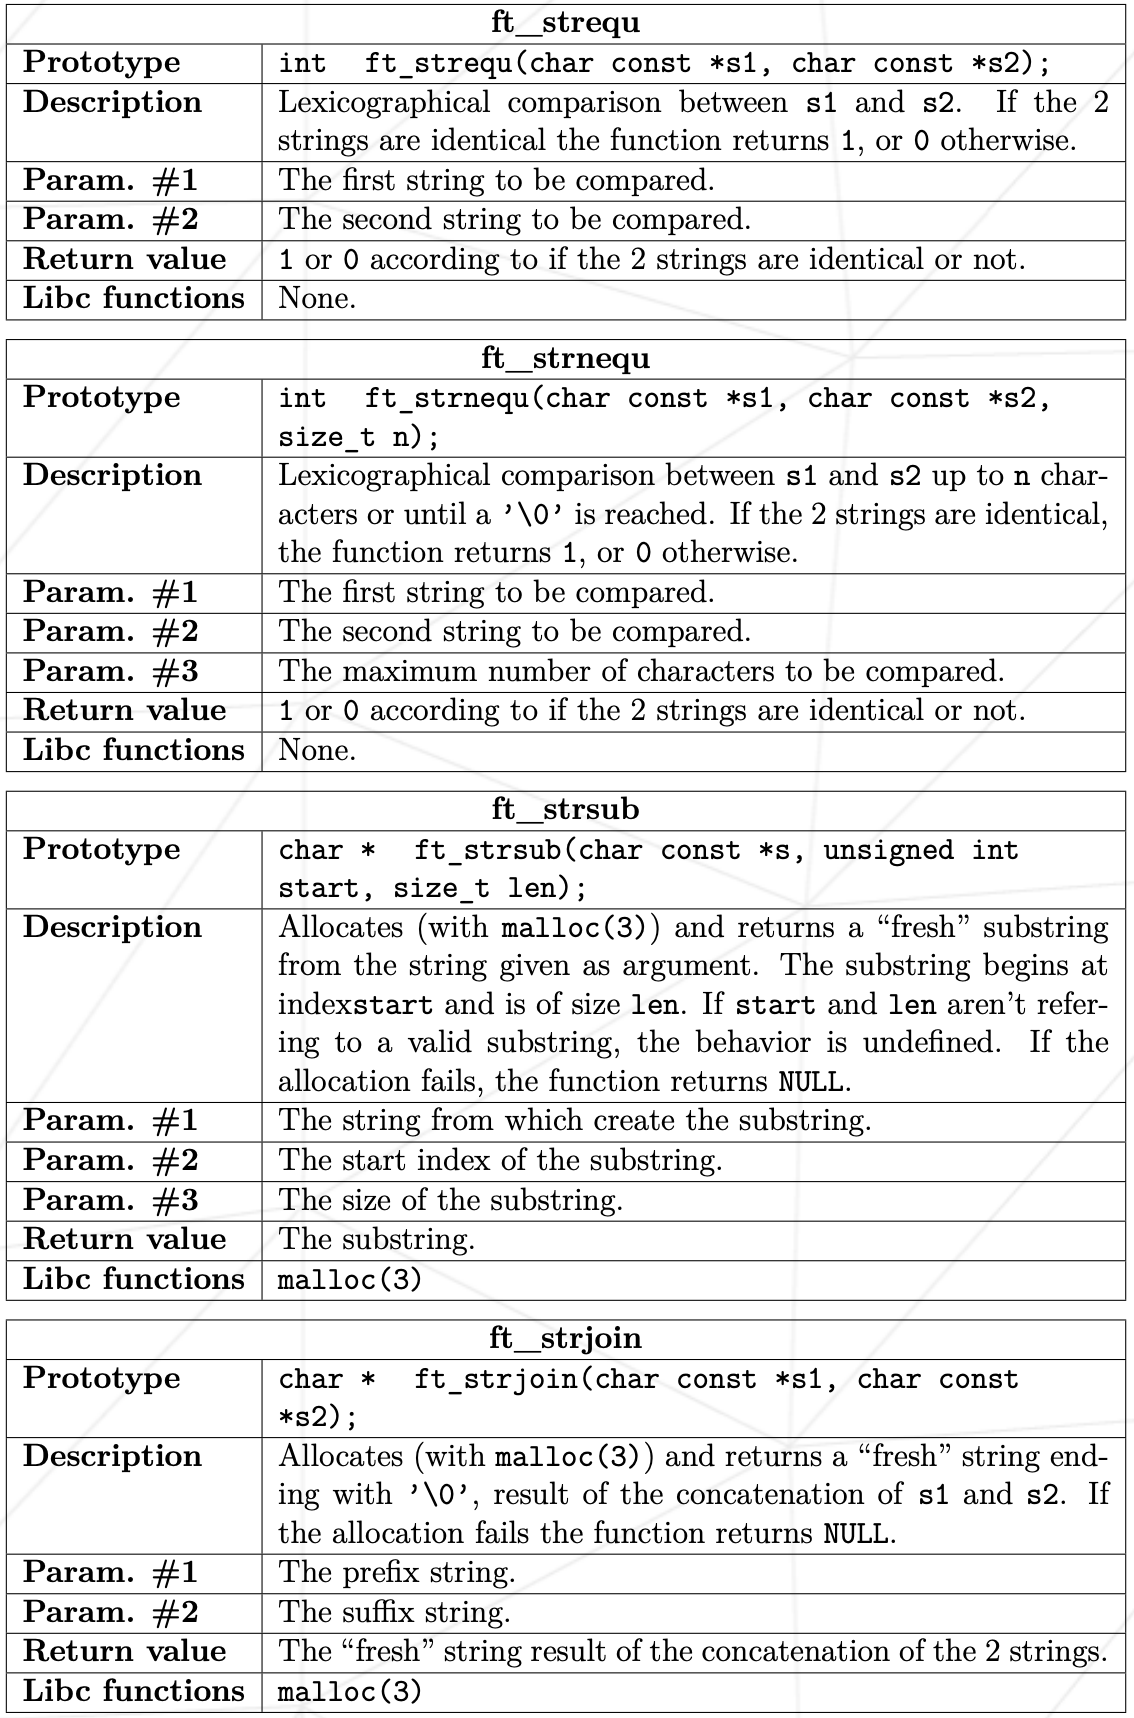 ft_strequ
Prototype int ft_strequ(char const *s1, char const *s2);
Description Lexicographical comparison between s1 and s2. If the 2
strings are identical the function returns 1, or 0 otherwise.
Param. #1 The first string to be compared.
Param. #2 The second string to be compared.
Return value 1 or 0 according to if the 2 strings are identical or not.
Libc functions None.
ft_strnequ
Prototype int ft_strnequ(char const *s1, char const *s2,
size_t n);
Description Lexicographical comparison between s1 and s2 up to n char-
acters or until a '\0' is reached. If the 2 strings are identical,
the function returns 1, or 0 otherwise.
Param. #1 The first string to be compared.
Param. #2 The second string to be compared.
Param. #3 The maximum number of characters to be compared.
Return value 1 or 0 according to if the 2 strings are identical or not.
Libc functions None.
ft_strsub
Prototype char * ft_strsub(char const *s, unsigned int
start, size_t len);
Description Allocates (with malloc(3)) and returns a “fresh” substring
from the string given as argument. The substring begins at
indexstart and is of size len. If start and len aren’t refer-
ing to a valid substring, the behavior is undefined. If the
allocation fails, the function returns NULL.
Param. #1 The string from which create the substring.
Param. #2 The start index of the substring.
Param. #3 The size of the substring.
Return value The substring.
Libc functions malloc(3)
ft_strjoin
Prototype char * ft_strjoin(char const *s1, char const
*s2);
Description Allocates (with malloc(3)) and returns a “fresh” string end-
ing with '\0', result of the concatenation of s1 and s2. If
the allocation fails the function returns NULL.
Param. #1 The prefix string.
Param. #2 The suffix string.
Return value The “fresh” string result of the concatenation of the 2 strings.
Libc functions malloc(3)